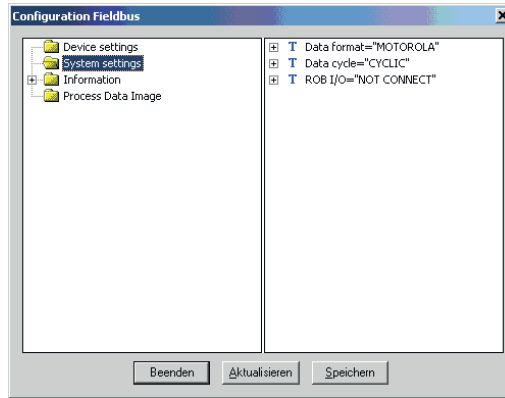 Configuration Fieldbus
Device settings
System settings
Information
Process Data Image
T Data format="MOTOROLA"
T Data cycle="CYCLIC"
T ROB I/O="NOT CONNECT"
Beenden
Aktualisieren
Speichern